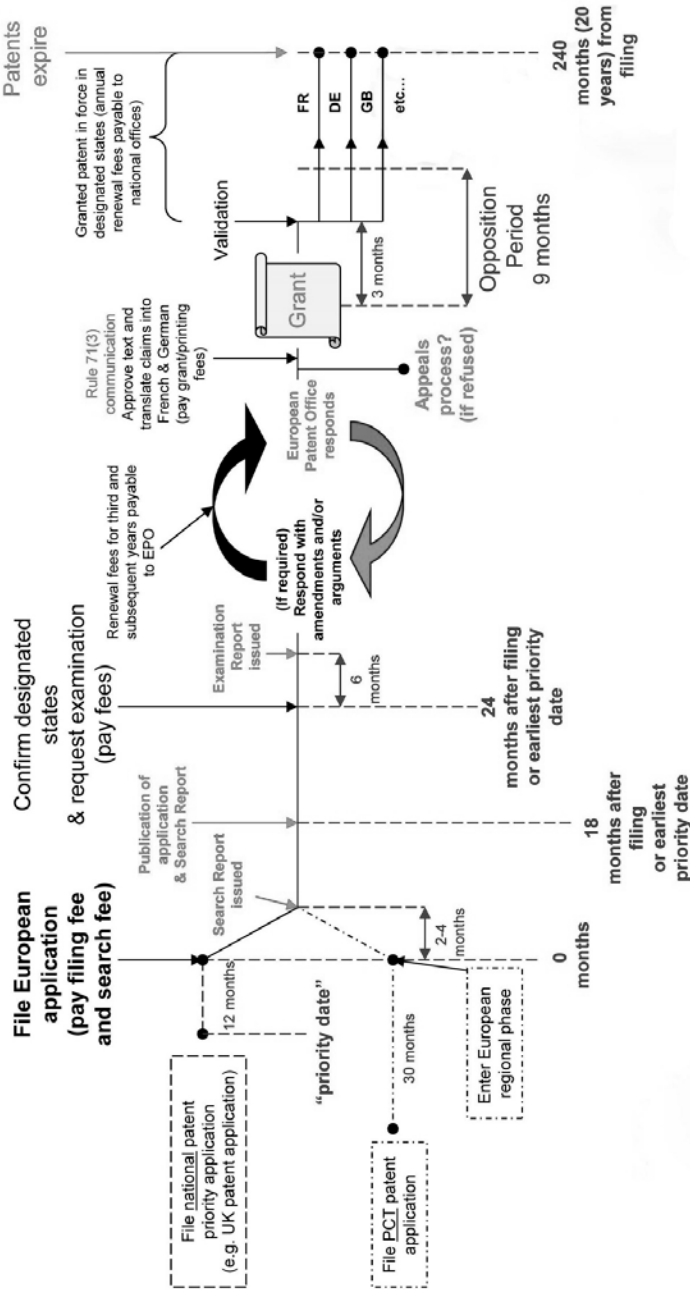 File European
application
(pay filing fee
and search fee)
Confirm designated
states
& request examination
(pay fees)
Renewal fees for third and
subsequent years payable
to EPO
Rule 71(3)
communication
Approve text and
translate claims into
French & German
(pay grant/printing
fees)
Granted patent in force in
designated states (annual
renewal fees payable to
national offices)
Patents
expire
File national patent
priority application
(e.g. UK patent application)
12 months
"priority date"
Search Report
issued
Publication of
application
& Search Report
Examination
Report
issued
6
months
(If required)
Respond with
amendments and/or
arguments
European
Patent Office
responds
Grant
Validation
3 months
FR
DE
GB
etc...
File PCT patent
application
30 months
Enter European
regional phase
2-4
months
0
months
18
months after
filing
or earliest
priority date
24
months after filing
or earliest priority
date
Appeals
process?
(if refused)
Opposition
Period
9 months
240
months (20
years) from
filing